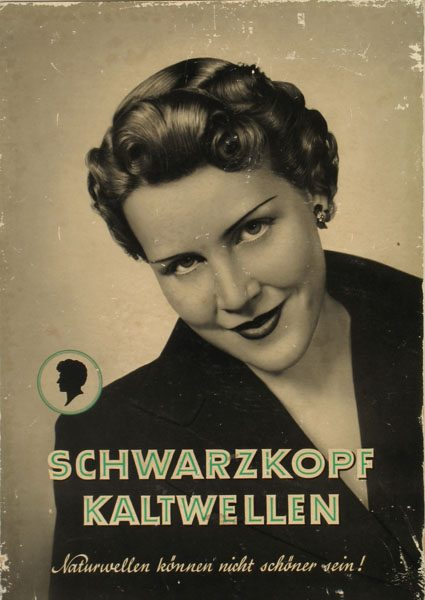 SCHWARZKOPF
KALTWELLEN
Naturwellen können nicht schöner sein!